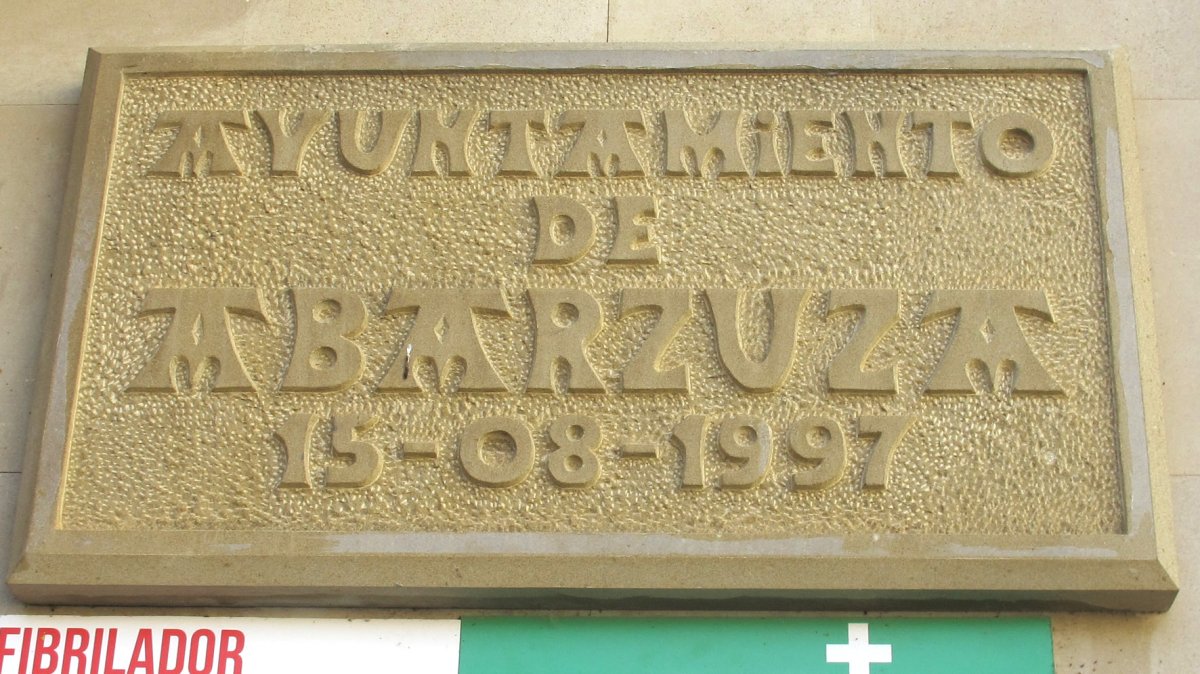 AYUNTAMiENTO
DE
ABARZUZA
15-08-1997
FIBRILADOR